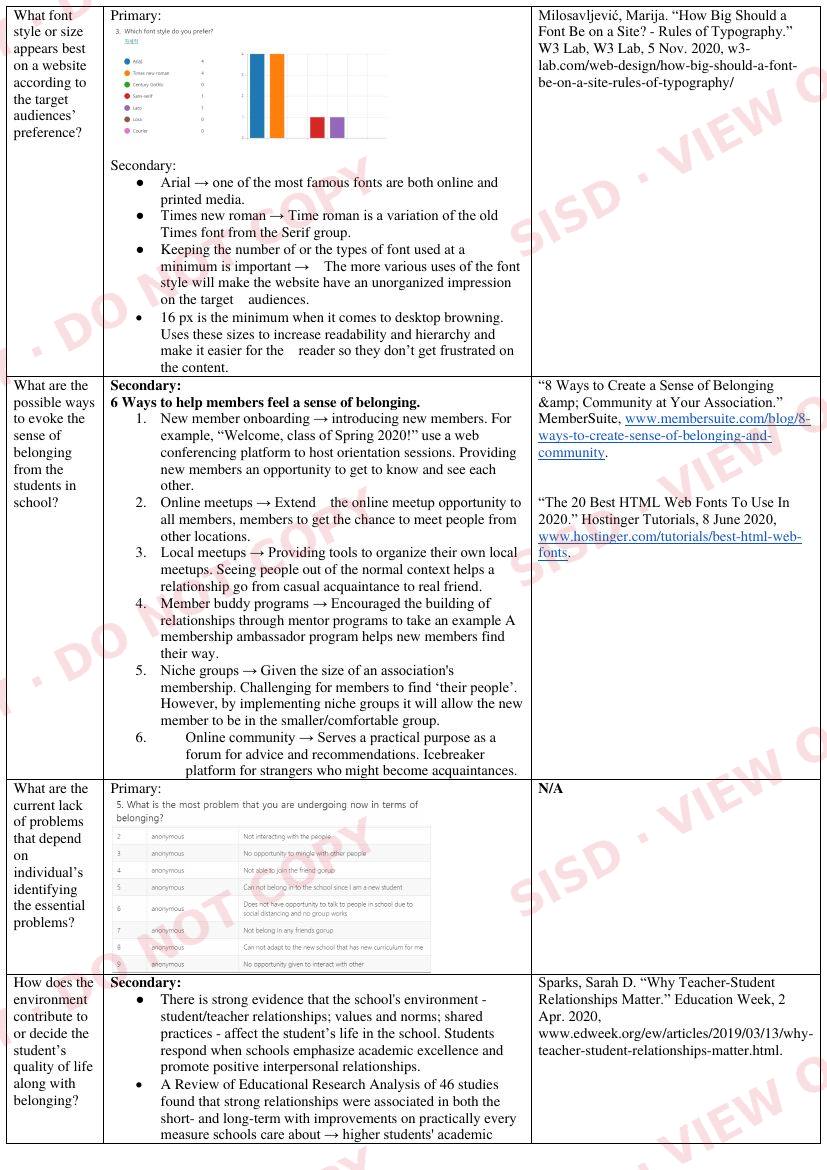 What font
style or size
appears best
on a website
according to
the target
audiences’
preference?
Primary:
3. Which font style do you prefer?
Arial 4
Times new roman 4
Century Gothic 0
Sans-serif 1
Lato 1
Lora 0
Courier 0
4
3
2
1
0
Secondary:
● Arial → one of the most famous fonts are both online and
printed media.
● Times new roman → Time roman is a variation of the old
Times font from the Serif group.
● Keeping the number of or the types of font used at a
minimum is important → The more various uses of the font
style will make the website have an unorganized impression
on the target audiences.
● 16 px is the minimum when it comes to desktop browning.
Uses these sizes to increase readability and hierarchy and
make it easier for the reader so they don’t get frustrated on
the content.
Milosavljević, Marija. “How Big Should a
Font Be on a Site? - Rules of Typography.”
W3 Lab, W3 Lab, 5 Nov. 2020, w3-
lab.com/web-design/how-big-should-a-font-
be-on-a-site-rules-of-typography/
What are the
possible ways
to evoke the
sense of
belonging
from the
students in
school?
Secondary:
6 Ways to help members feel a sense of belonging.
1. New member onboarding → introducing new members. For
example, “Welcome, class of Spring 2020!” use a web
conferencing platform to host orientation sessions. Providing
new members an opportunity to get to know and see each
other.
2. Online meetups → Extend the online meetup opportunity to
all members, members to get the chance to meet people from
other locations.
3. Local meetups → Providing tools to organize their own local
meetups. Seeing people out of the normal context helps a
relationship go from casual acquaintance to real friend.
4. Member buddy programs → Encouraged the building of
relationships through mentor programs to take an example A
membership ambassador program helps new members find
their way.
5. Niche groups → Given the size of an association's
membership. Challenging for members to find ‘their people’.
However, by implementing niche groups it will allow the new
member to be in the smaller/comfortable group.
6. Online community → Serves a practical purpose as a
forum for advice and recommendations. Icebreaker
platform for strangers who might become acquaintances.
“8 Ways to Create a Sense of Belonging
&amp; Community at Your Association.”
MemberSuite, www.membersuite.com/blog/8-
ways-to-create-sense-of-belonging-and-
community.
“The 20 Best HTML Web Fonts To Use In
2020.” Hostinger Tutorials, 8 June 2020,
www.hostinger.com/tutorials/best-html-web-
fonts.
What are the
current lack
of problems
that depend
on
individual’s
identifying
the essential
problems?
Primary:
5. What is the most problem that you are undergoing now in terms of
belonging?
2 anonymous Not interacting with the people
3 anonymous No opportunity to mingle with other people
4 anonymous Not able to join the friend gorup
5 anonymous Can not belong in to the school since I am a new student
6 anonymous Does not have opportunity to talk to people in school due to
social distancing and no group works
7 anonymous Not belong in any friends gorup
8 anonymous Can not adapt to the new school that has new curriculum for me
9 anonymous No opportunity given to interact with other
N/A
How does the
environment
contribute to
or decide the
student’s
quality of life
along with
belonging?
Secondary:
● There is strong evidence that the school's environment -
student/teacher relationships; values and norms; shared
practices - affect the student’s life in the school. Students
respond when schools emphasize academic excellence and
promote positive interpersonal relationships.
● A Review of Educational Research Analysis of 46 studies
found that strong relationships were associated in both the
short- and long-term with improvements on practically every
measure schools care about → higher students' academic
Sparks, Sarah D. “Why Teacher-Student
Relationships Matter.” Education Week, 2
Apr. 2020,
www.edweek.org/ew/articles/2019/03/13/why-
teacher-student-relationships-matter.html.
SISD · VIEW O
· DO NOT COPY
SISD · VIEW O
· DO NOT COPY
SISD · VIEW O
· DO NOT COPY
SISD · VIEW O